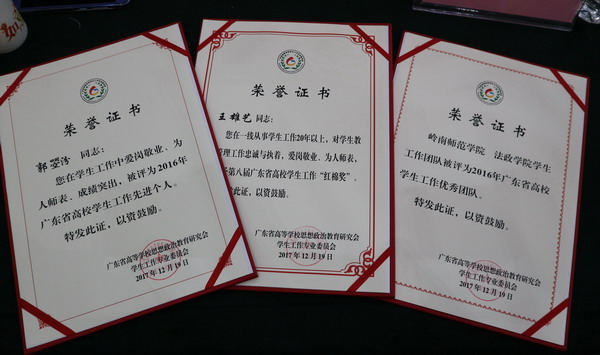 荣誉证书
同志：
您在学生工作中爱岗敬业、为
人师表、成绩突出，被评为2016年
广东省高校学生工作先进个人。
特发此证，以资鼓励。
广东省高等学校思想政治教育研究会
学生工作专业委员会
2017年12月19日
荣誉证书
王雄艺 同志：
您在一线从事学生工作20年以上，对学生教
管理工作忠诚与执着，爱岗敬业、为人师表，
第八届广东省高校学生工作“红棉奖”。
发此证，以资鼓励。
广东省高等学校思想政治教育研究会
学生工作专业委员会
2017年12月19日
荣誉证书
岭南师范学院 法政学院学生
工作团队被评为2016年广东省高校
学生工作优秀团队。
特发此证，以资鼓励。
广东省高等学校思想政治教育研究会
学生工作专业委员会
2017年12月19日